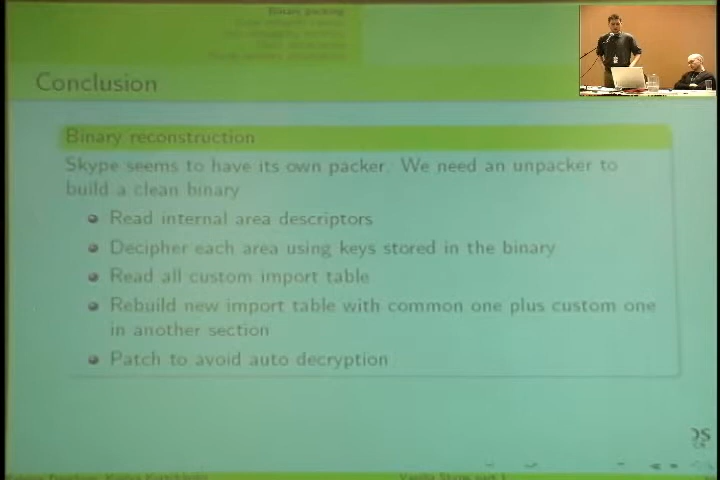 Binary packing
Conclusion
Binary reconstruction
Skype seems to have its own packer. We need an unpacker to
build a clean binary
Read internal area descriptors
Decipher each area using keys stored in the binary
Read all custom import table
Rebuild new import table with common one plus custom one
in another section
Patch to avoid auto decryption
Vanilla Skype part 1